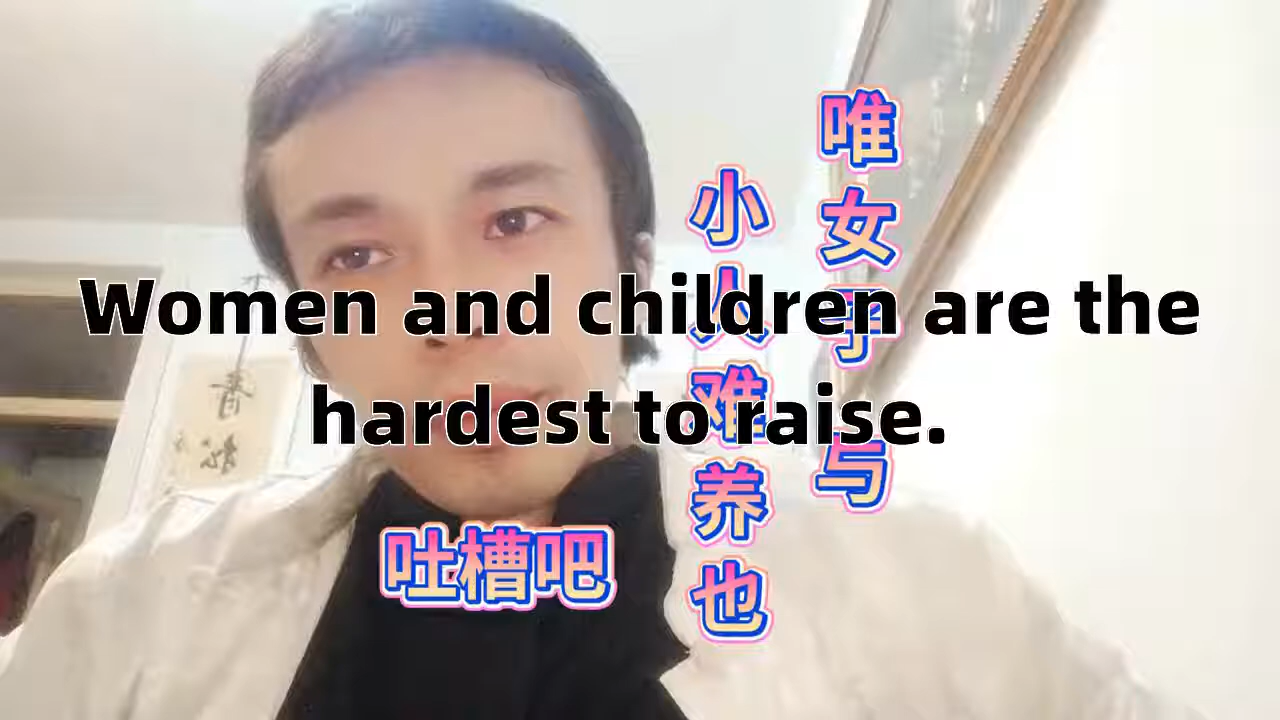 唯女子与
小人难养也
Women and children are the
hardest to raise.
吐槽吧
青